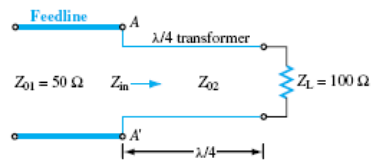 Feedline
A
λ/4 transformer
Z01 = 50 Ω
Zin
Z02
ZL = 100 Ω
A'
λ/4